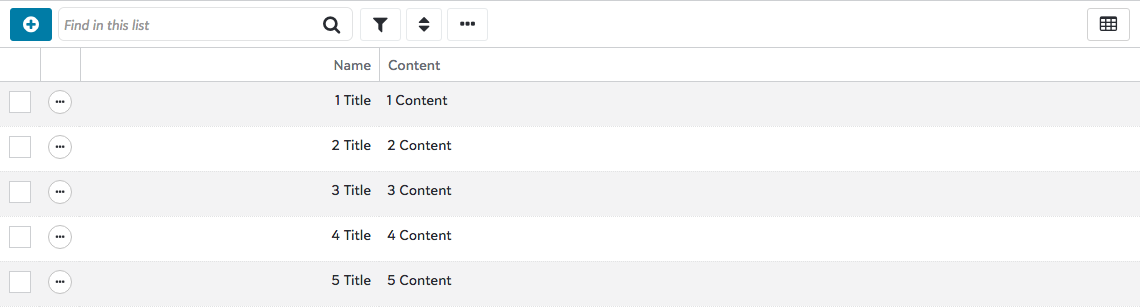 Find in this list
Name Content
1 Title 1 Content
2 Title 2 Content
3 Title 3 Content
4 Title 4 Content
5 Title 5 Content